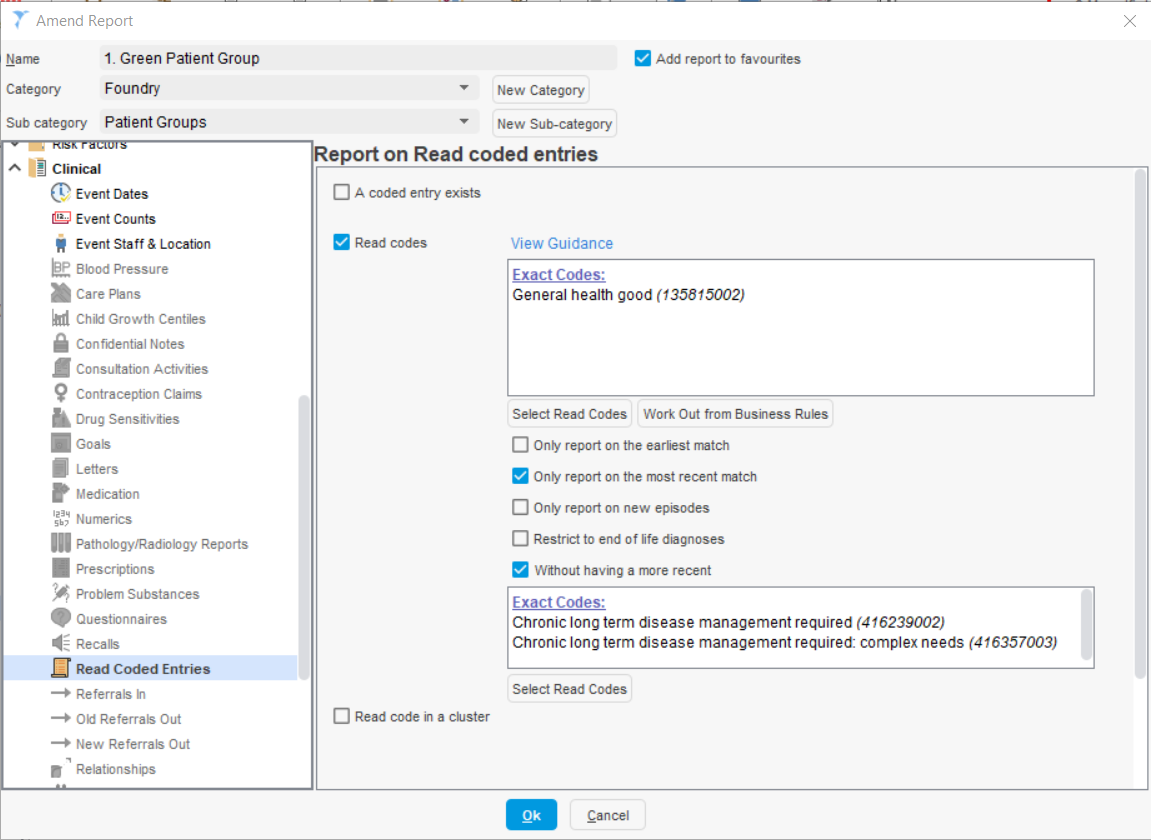 Amend Report
Name
1. Green Patient Group
Add report to favourites
Category
Foundry
New Category
Sub category
Patient Groups
New Sub-category
Risk Factors
Clinical
Event Dates
Event Counts
Event Staff & Location
BP Blood Pressure
Care Plans
Child Growth Centiles
Confidential Notes
Consultation Activities
Contraception Claims
Drug Sensitivities
Goals
Letters
Medication
Numerics
Pathology/Radiology Reports
Prescriptions
Problem Substances
Questionnaires
Recalls
Read Coded Entries
Referrals In
Old Referrals Out
New Referrals Out
Relationships
Report on Read coded entries
A coded entry exists
Read codes
View Guidance
Exact Codes:
General health good (135815002)
Select Read Codes
Work Out from Business Rules
Only report on the earliest match
Only report on the most recent match
Only report on new episodes
Restrict to end of life diagnoses
Without having a more recent
Exact Codes:
Chronic long term disease management required (416239002)
Chronic long term disease management required: complex needs (416357003)
Select Read Codes
Read code in a cluster
Ok
Cancel